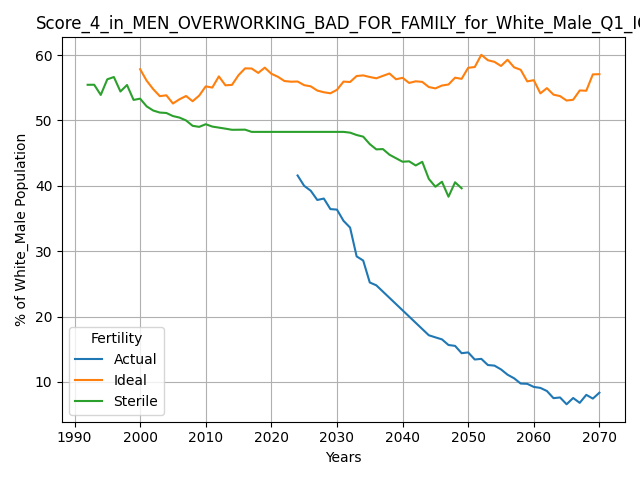 Score_4_in_MEN_OVERWORKING_BAD_FOR_FAMILY_for_White_Male_Q1_I
% of White_Male Population
60
50
40
30
20
10
Fertility
Actual
Ideal
Sterile
1990 2000 2010 2020 2030 2040 2050 2060 2070
Years